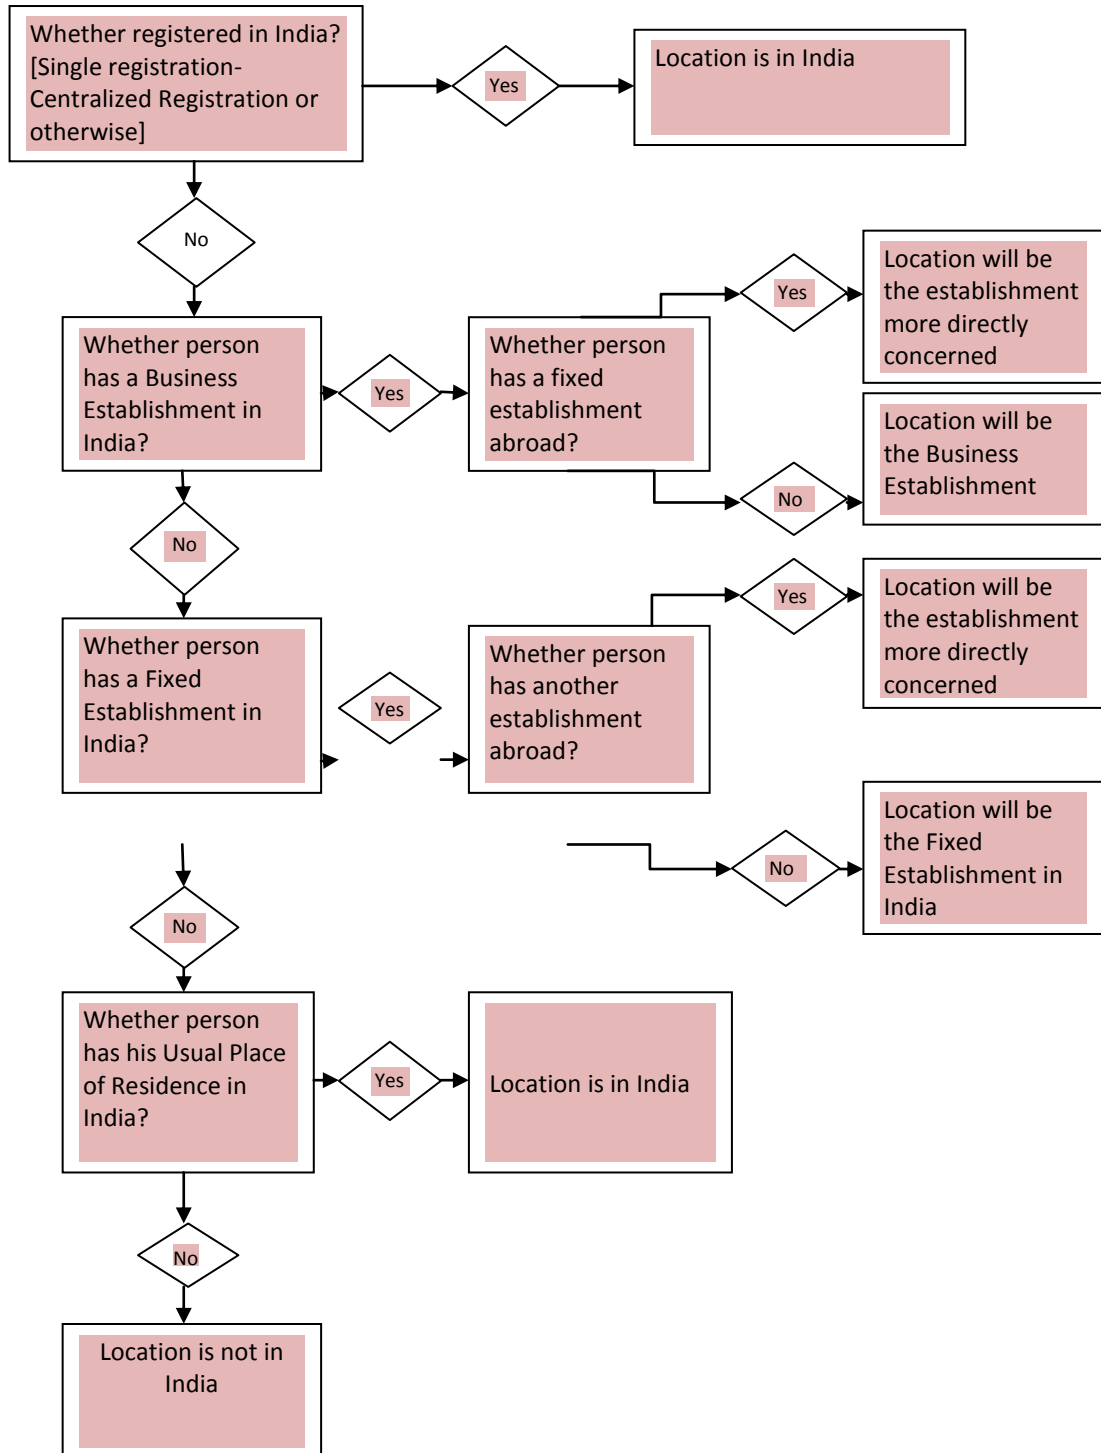 Whether registered in India?
[Single registration-
Centralized Registration or
otherwise]
Yes
Location is in India
No
Whether person
has a Business
Establishment in
India?
Yes
Whether person
has a fixed
establishment
abroad?
Yes
Location will be
the establishment
more directly
concerned
No
Location will be
the Business
Establishment
No
Whether person
has a Fixed
Establishment in
India?
Yes
Whether person
has another
establishment
abroad?
Yes
Location will be
the establishment
more directly
concerned
No
Location will be
the Fixed
Establishment in
India
No
Whether person
has his Usual Place
of Residence in
India?
Yes
Location is in India
No
Location is not in
India